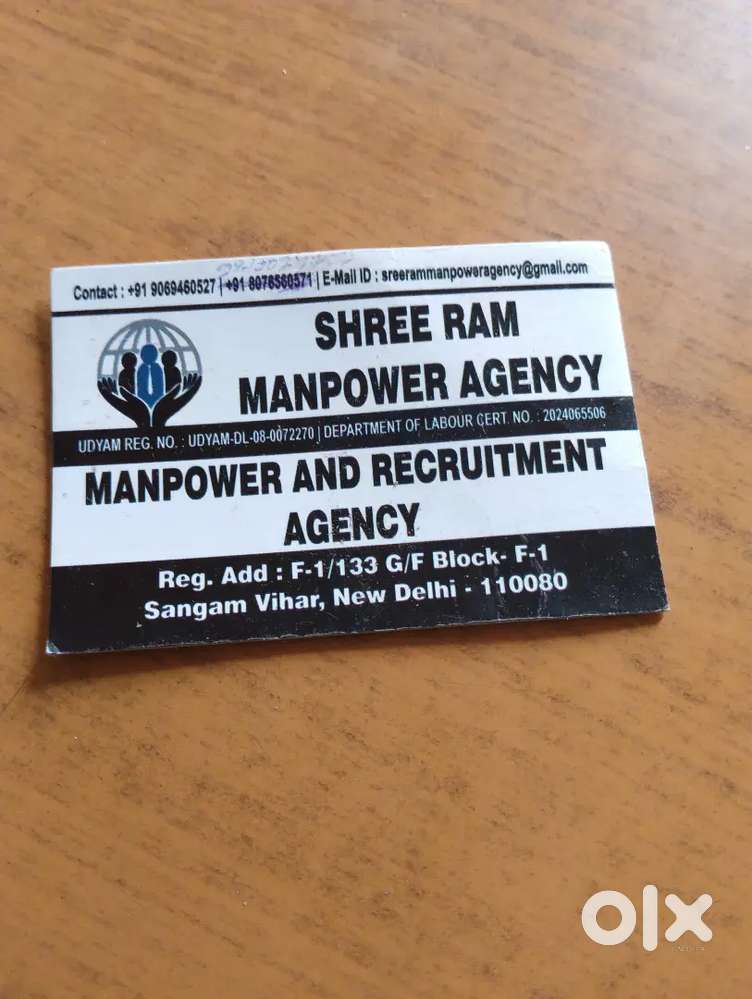 Contact : +91 9069460527 | +91 8076560571 | E-Mail ID : sreerammanpoweragency@gmail.com
SHREE RAM
MANPOWER AGENCY
UDYAM REG. NO. : UDYAM-DL-08-0072270 | DEPARTMENT OF LABOUR CERT. NO. : 2024065506
MANPOWER AND RECRUITMENT
AGENCY
Reg. Add : F-1/133 G/F Block- F-1
Sangam Vihar, New Delhi - 110080
olx